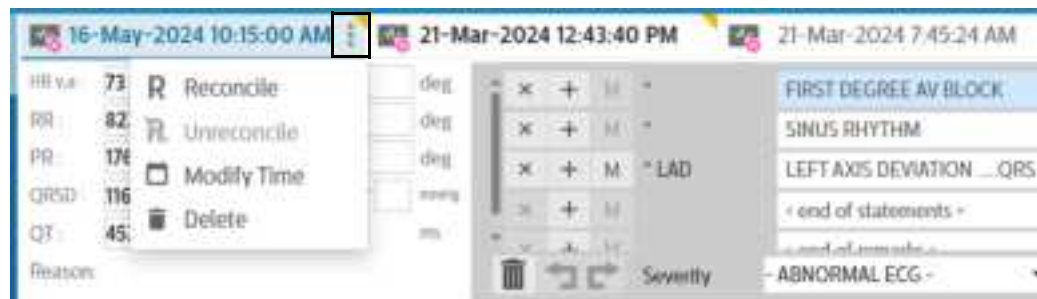 16-May-2024 10:15:00 AM 21-Mar-2024 12:43:40 PM 21-Mar-2024 7:45:24 AM
HR v.a: 73 deg × + M " FIRST DEGREE AV BLOCK
R Reconcile
RR : 82 deg × + M " SINUS RHYTHM
Unreconcile
PR : 176 deg × + M " LAD LEFT AXIS DEVIATION ....QRS
Modify Time
QRSD 116 × + M < end of statements >
Delete
QT : 45 ms × + M < end of remarks >
Reason: Severity - ABNORMAL ECG -